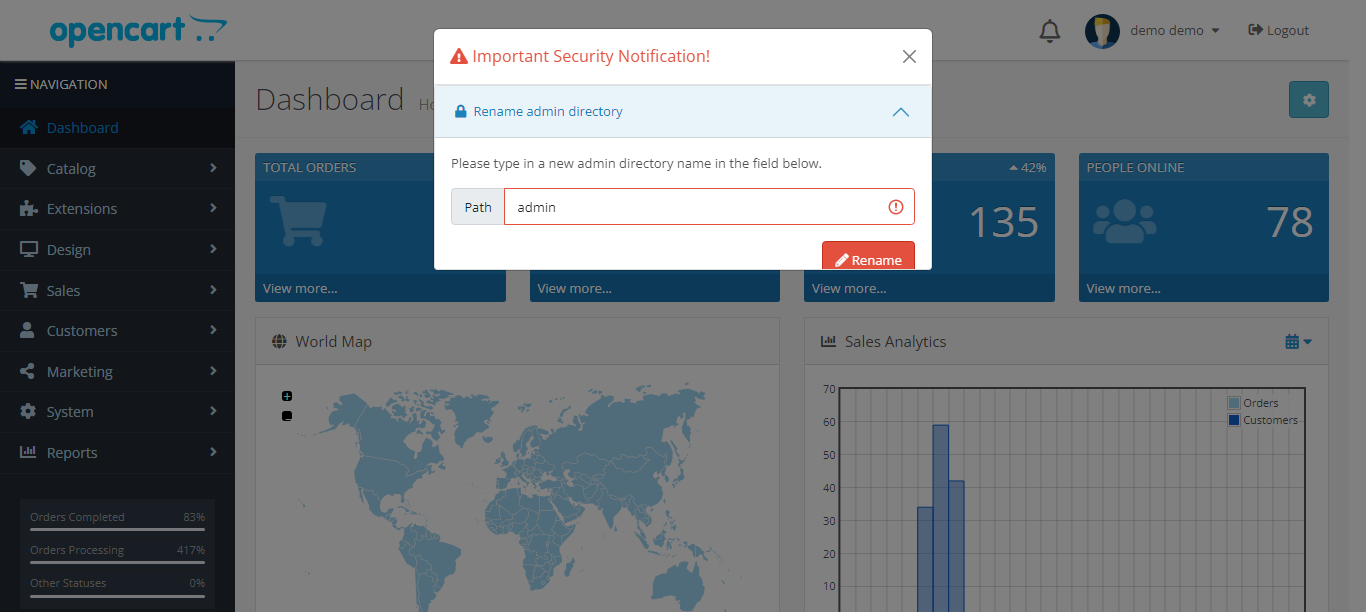 opencart
demo demo
Logout
Important Security Notification!
NAVIGATION
Rename admin directory
Dashboard
Dashboard
Please type in a new admin directory name in the field below.
TOTAL ORDERS
42%
PEOPLE ONLINE
Catalog
Path
admin
Extensions
135
78
Design
Rename
Sales
View more...
View more...
View more...
View more...
Customers
World Map
Sales Analytics
Marketing
System
Reports
70
Orders
Customers
60
50
40
30
20
10
Orders Completed 83%
Orders Processing 417%
Other Statuses 0%